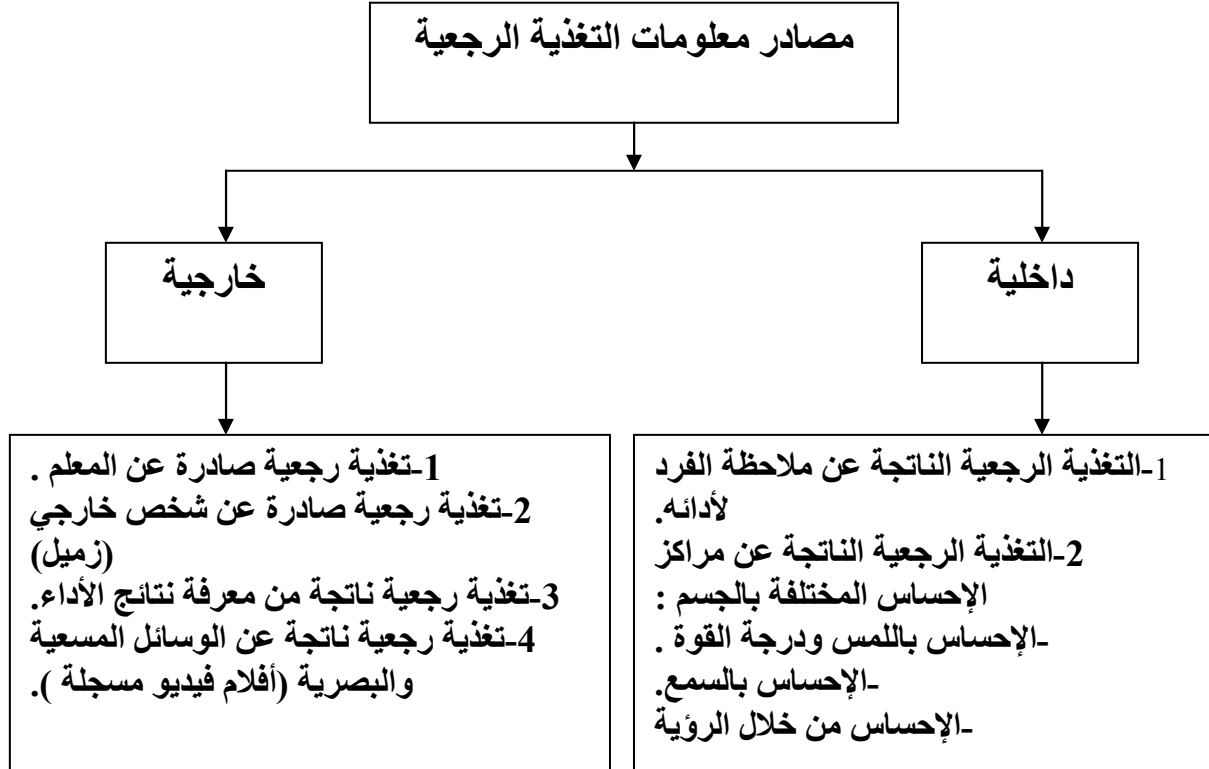 مصادر معلومات التغذية الرجعية
داخلية
خارجية
1-التغذية الرجعية الناتجة عن ملاحظة الفرد
لأدائه.
2-التغذية الرجعية الناتجة عن مراكز
الإحساس المختلفة بالجسم :
-الإحساس باللمس ودرجة القوة .
-الإحساس بالسمع.
-الإحساس من خلال الرؤية
1-تغذية رجعية صادرة عن المعلم .
2-تغذية رجعية صادرة عن شخص خارجي
(زميل)
3-تغذية رجعية ناتجة من معرفة نتائج الأداء.
4-تغذية رجعية ناتجة عن الوسائل المسعية
والبصرية (أفلام فيديو مسجلة ).